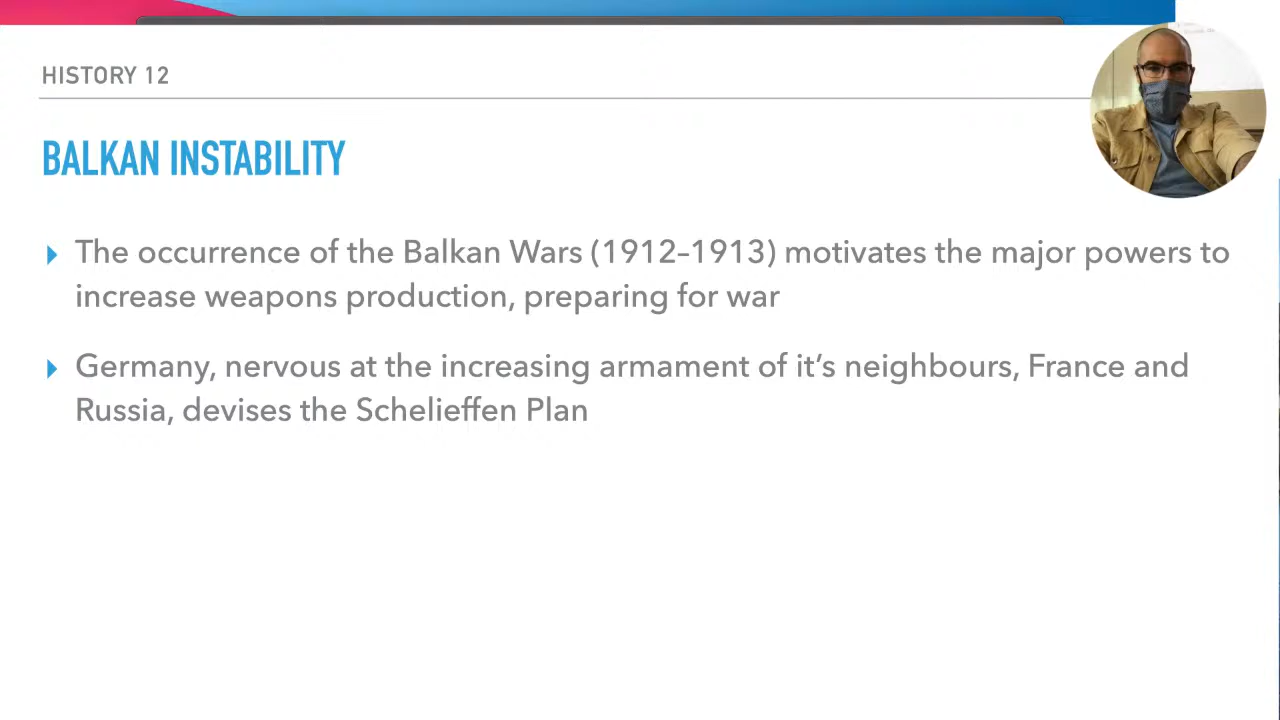 HISTORY 12
BALKAN INSTABILITY
The occurrence of the Balkan Wars (1912–1913) motivates the major powers to
increase weapons production, preparing for war
Germany, nervous at the increasing armament of it’s neighbours, France and
Russia, devises the Schelieffen Plan